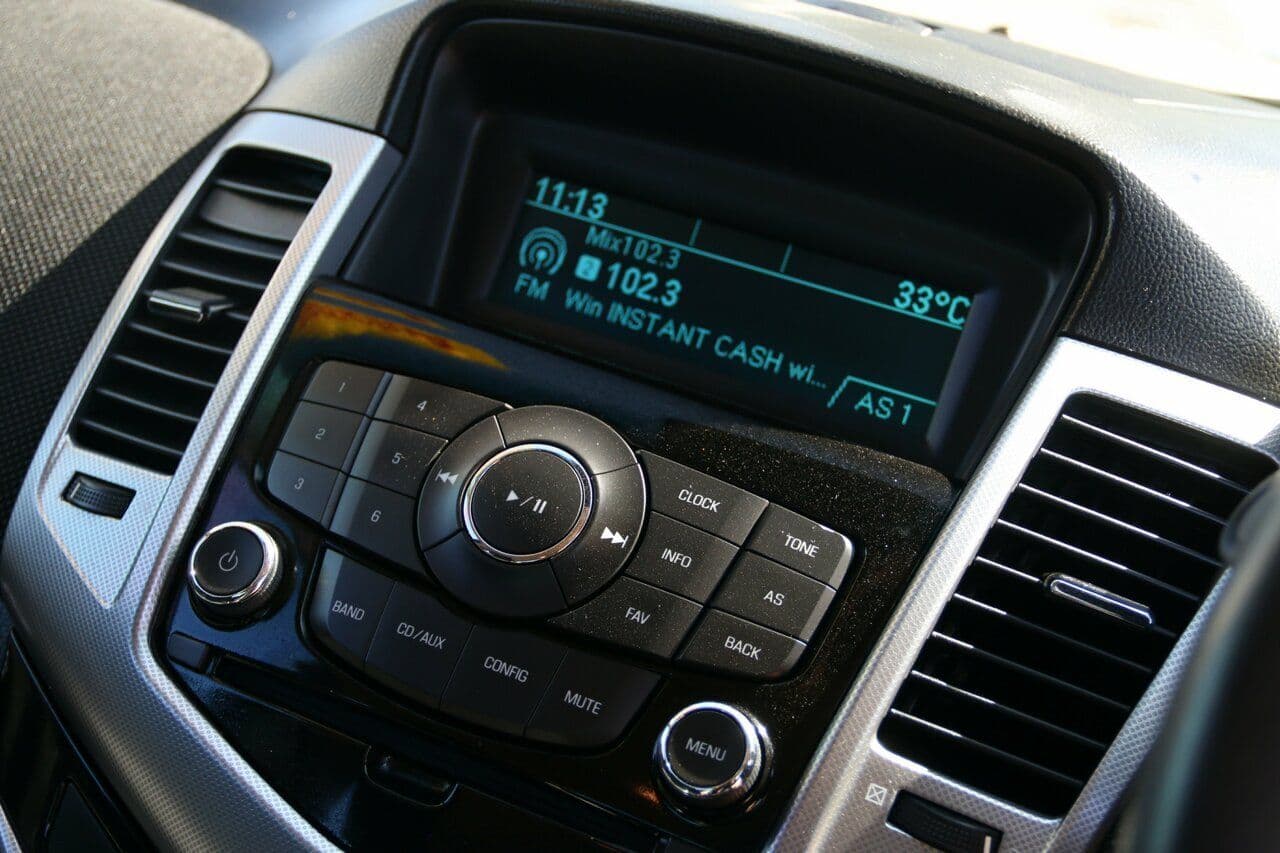 11:13
33°C
Mix102.3
2 102.3
FM
Win INSTANT CASH wi...
AS 1
1
4
2
5
3
6
CLOCK
TONE
INFO
AS
FAV
BACK
BAND
CD/AUX
CONFIG
MUTE
MENU